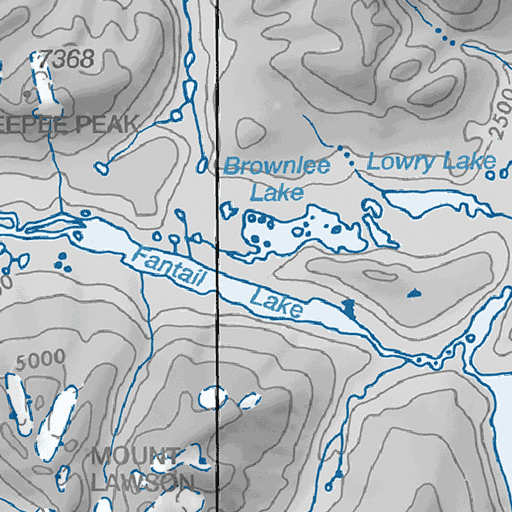 7368
EEPEE PEAK
2500
Brownlee
Lake
Lowry Lake
Fantail
Lake
5000
MOUNT
LAWSON